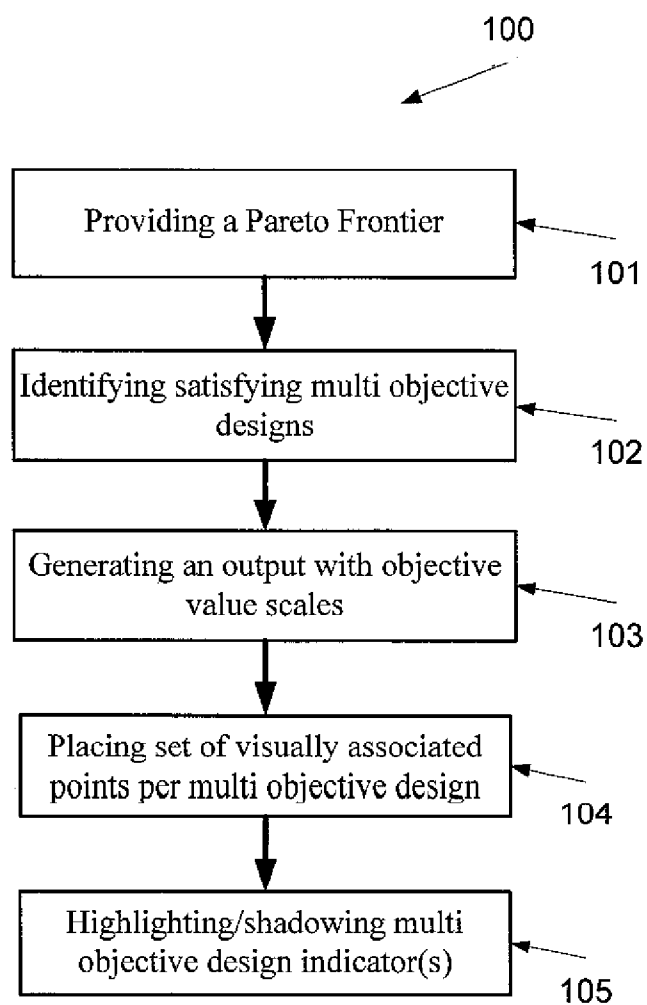 100
Providing a Pareto Frontier
101
Identifying satisfying multi objective
designs
102
Generating an output with objective
value scales
103
Placing set of visually associated
points per multi objective design
104
Highlighting/shadowing multi
objective design indicator(s)
105